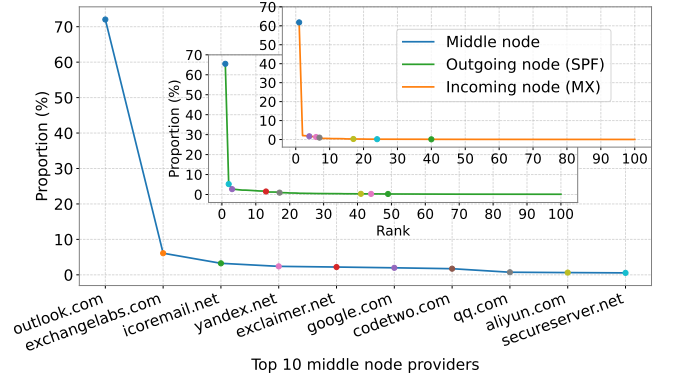 Proportion (%)
70
60
50
40
30
20
10
0
Proportion (%)
70
60
50
40
30
20
10
0
0 10 20 30 40 50 60 70 80 90 100
Rank
70
60
50
40
30
20
10
0
0 10 20 30 40 50 60 70 80 90 100
Middle node
Outgoing node (SPF)
Incoming node (MX)
outlook.com
exchangelabs.com
icoremail.net
yandex.net
exclaimer.net
google.com
codetwo.com
qq.com
aliyun.com
secureserver.net
Top 10 middle node providers